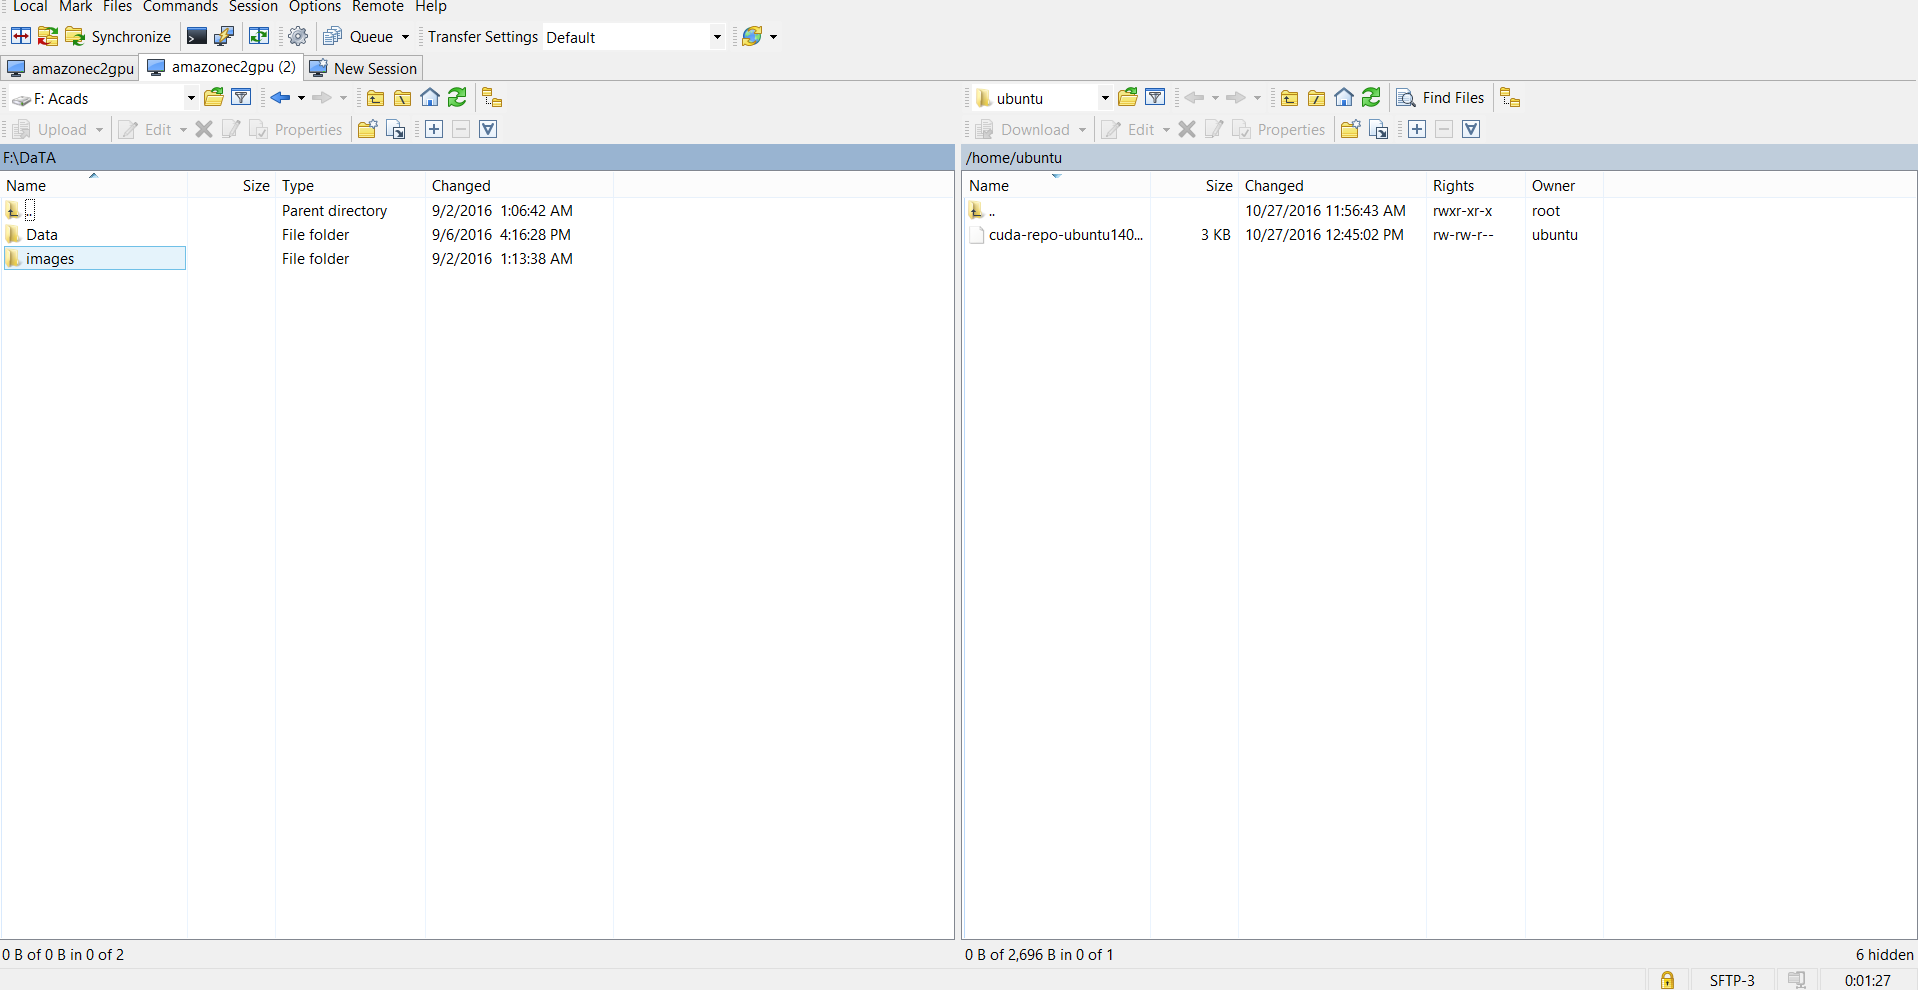 Local Mark Files Commands Session Options Remote Help
Synchronize Queue Transfer Settings Default
amazonec2gpu amazonec2gpu (2) New Session
F: Acads
Upload Edit Properties
F:\DaTA
Name Size Type Changed
.. Parent directory 9/2/2016 1:06:42 AM
Data File folder 9/6/2016 4:16:28 PM
images File folder 9/2/2016 1:13:38 AM
0 B of 0 B in 0 of 2
ubuntu Find Files
Download Edit Properties
/home/ubuntu
Name Size Changed Rights Owner
.. 10/27/2016 11:56:43 AM rwxr-xr-x root
cuda-repo-ubuntu140... 3 KB 10/27/2016 12:45:02 PM rw-rw-r-- ubuntu
0 B of 2,696 B in 0 of 1 6 hidden
SFTP-3 0:01:27